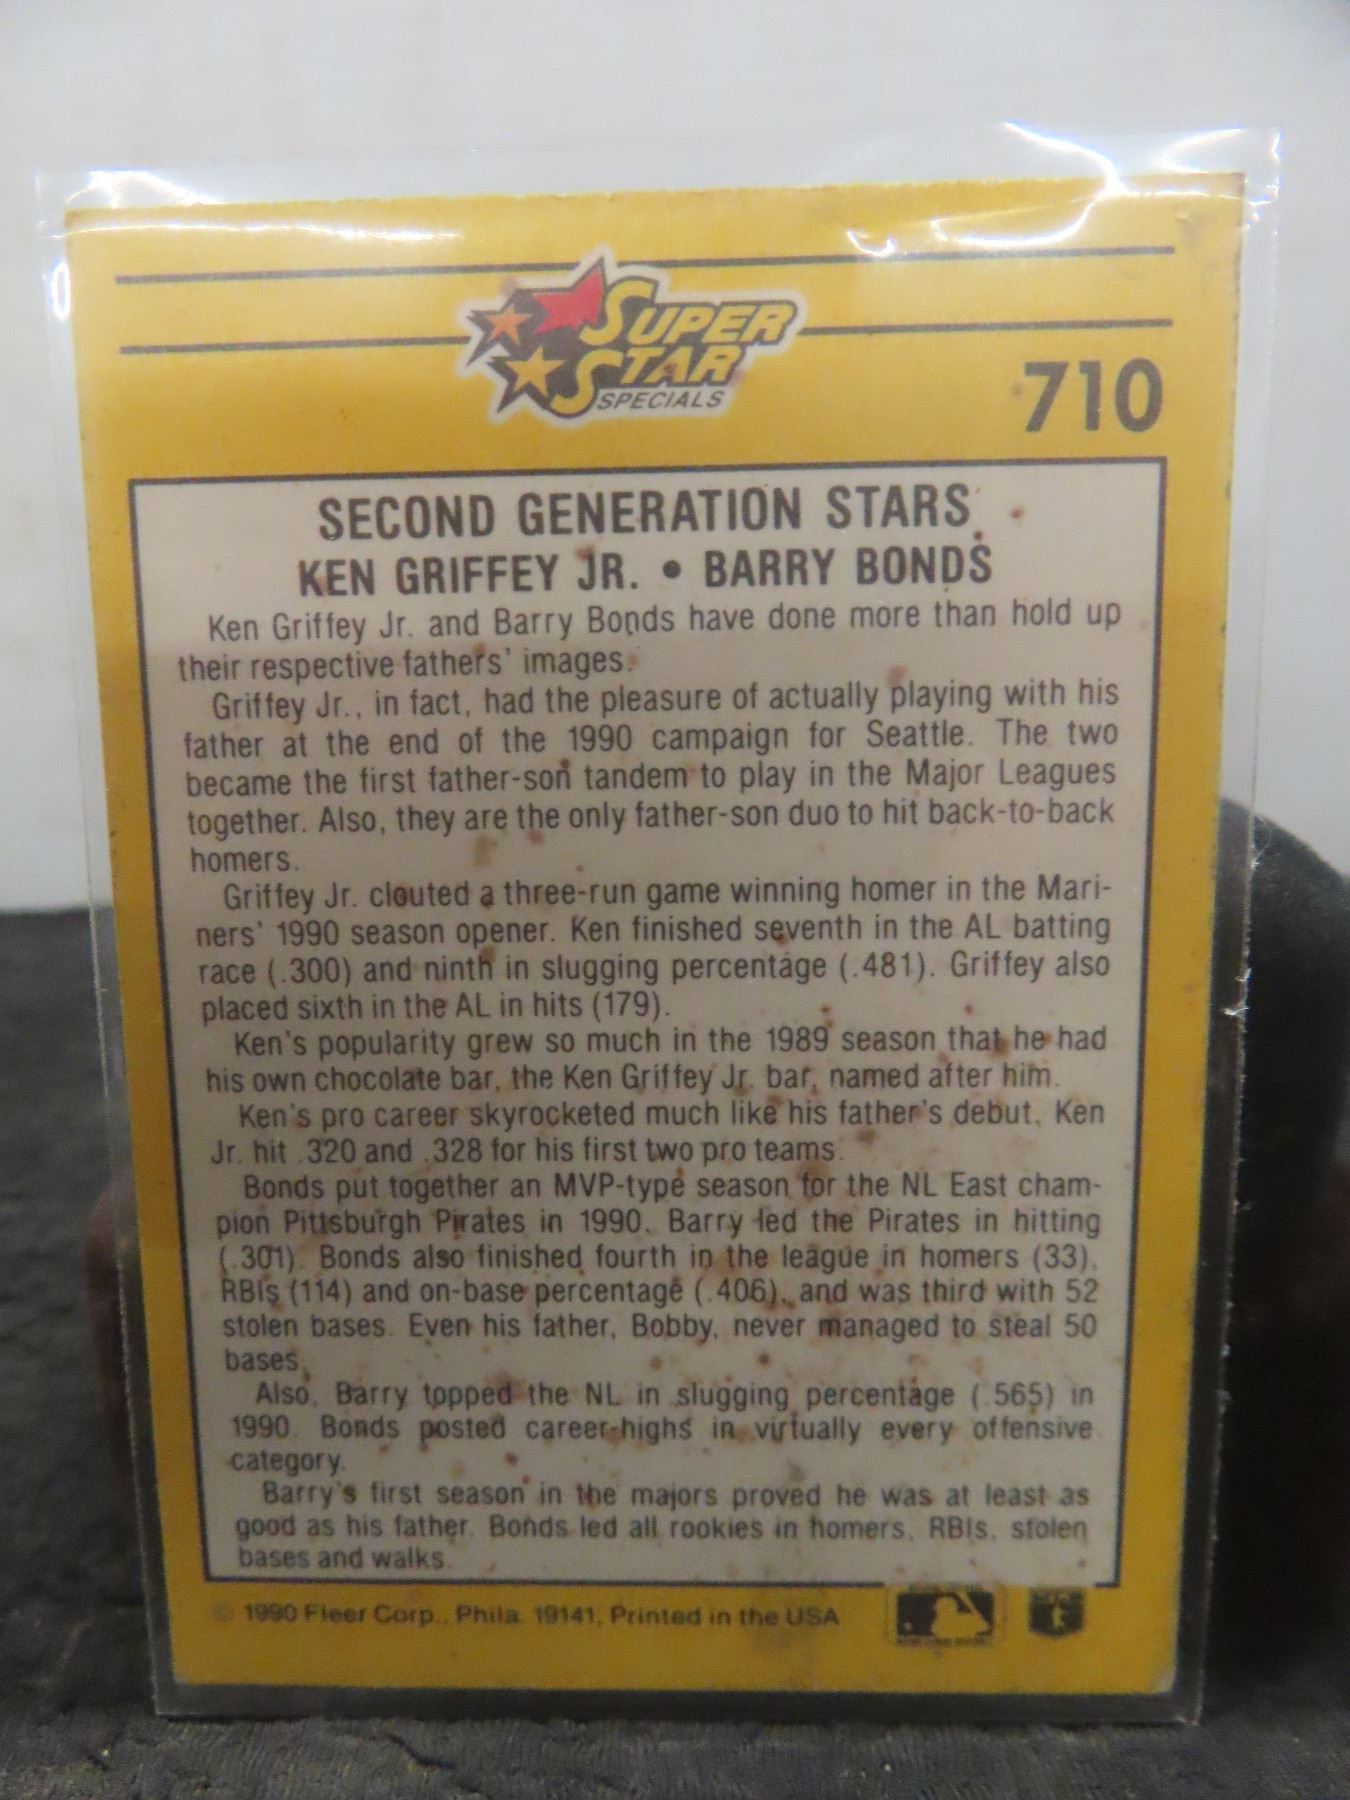 SUPER
STAR
SPECIALS
710
SECOND GENERATION STARS
KEN GRIFFEY JR. • BARRY BONDS
Ken Griffey Jr. and Barry Bonds have done more than hold up
their respective fathers' images.
Griffey Jr., in fact, had the pleasure of actually playing with his
father at the end of the 1990 campaign for Seattle. The two
became the first father-son tandem to play in the Major Leagues
together. Also, they are the only father-son duo to hit back-to-back
homers.
Griffey Jr. clouted a three-run game winning homer in the Mari-
ners' 1990 season opener. Ken finished seventh in the AL batting
race (.300) and ninth in slugging percentage (.481). Griffey also
placed sixth in the AL in hits (179).
Ken's popularity grew so much in the 1989 season that he had
his own chocolate bar, the Ken Griffey Jr. bar, named after him.
Ken's pro career skyrocketed much like his father's debut, Ken
Jr. hit .320 and .328 for his first two pro teams.
Bonds put together an MVP-type season for the NL East cham-
pion Pittsburgh Pirates in 1990. Barry led the Pirates in hitting
(.301). Bonds also finished fourth in the league in homers (33),
RBIs (114) and on-base percentage (.406), and was third with 52
stolen bases. Even his father, Bobby, never managed to steal 50
bases.
Also, Barry topped the NL in slugging percentage (.565) in
1990. Bonds posted career-highs in virtually every offensive
category.
Barry's first season in the majors proved he was at least as
good as his father. Bonds led all rookies in homers, RBIs, stolen
bases and walks.
© 1990 Fleer Corp., Phila. 19141, Printed in the USA